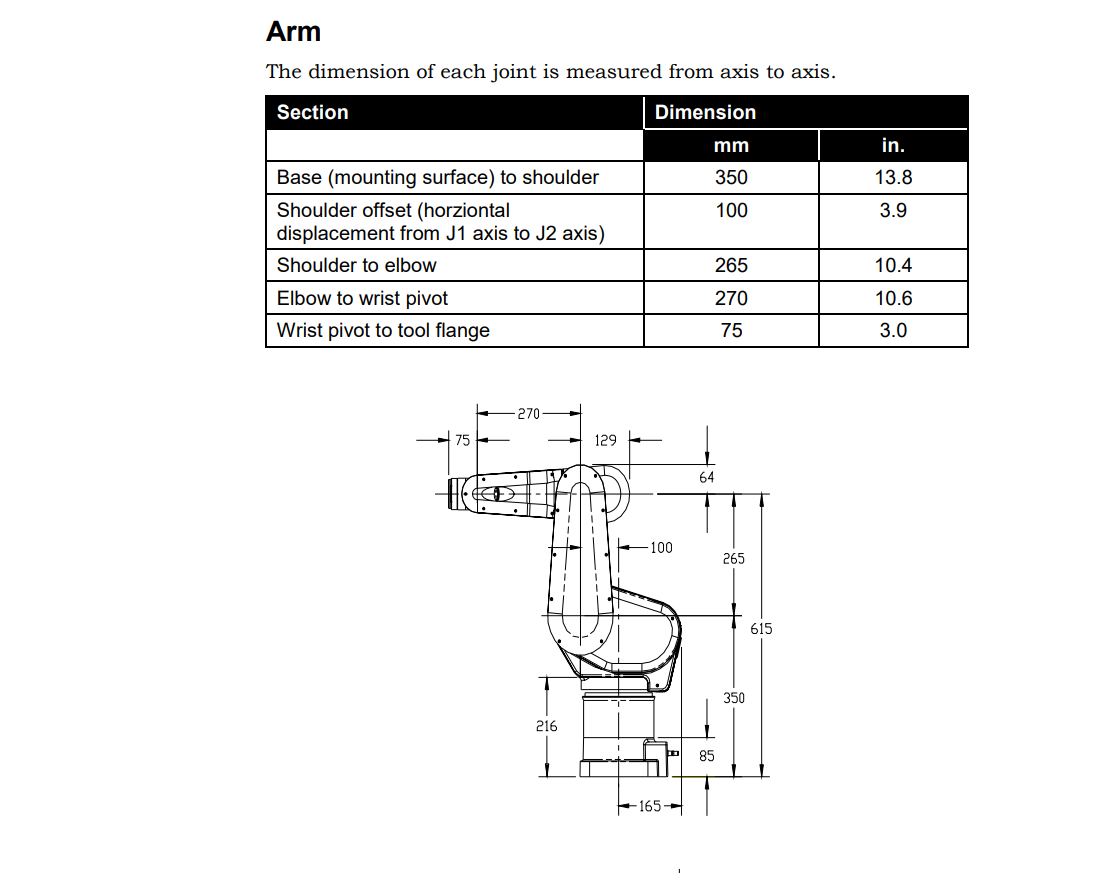 Arm
The dimension of each joint is measured from axis to axis.
Section Dimension
mm in.
Base (mounting surface) to shoulder 350 13.8
Shoulder offset (horziontal 100 3.9
displacement from J1 axis to J2 axis)
Shoulder to elbow 265 10.4
Elbow to wrist pivot 270 10.6
Wrist pivot to tool flange 75 3.0
270
75 129
64
100
265
615
350
216
85
165